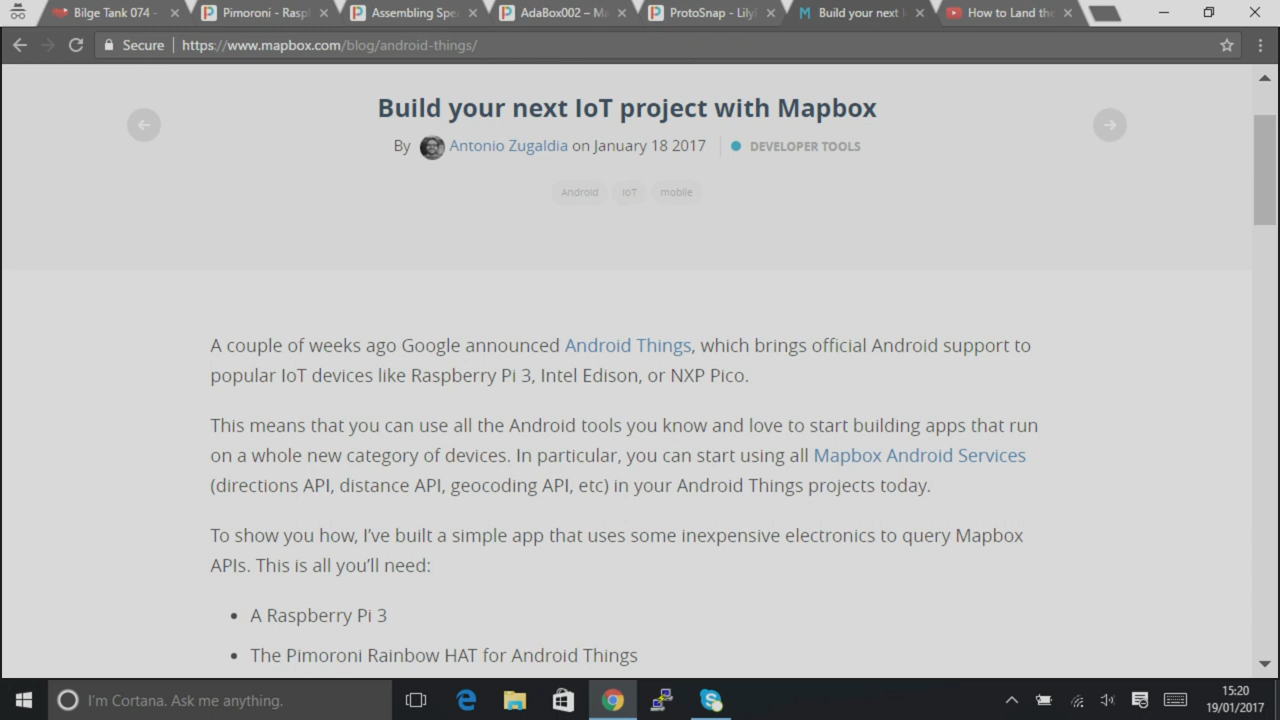 Bilge Tank 074 -
Pimoroni - Rasp
Assembling Spe
AdaBox002 – M
ProtoSnap - Lily
Build your next I
How to Land the
Secure https://www.mapbox.com/blog/android-things/
Build your next IoT project with Mapbox
By Antonio Zugaldia on January 18 2017 DEVELOPER TOOLS
Android IoT mobile
A couple of weeks ago Google announced Android Things, which brings official Android support to
popular IoT devices like Raspberry Pi 3, Intel Edison, or NXP Pico.
This means that you can use all the Android tools you know and love to start building apps that run
on a whole new category of devices. In particular, you can start using all Mapbox Android Services
(directions API, distance API, geocoding API, etc) in your Android Things projects today.
To show you how, I’ve built a simple app that uses some inexpensive electronics to query Mapbox
APIs. This is all you’ll need:
• A Raspberry Pi 3
• The Pimoroni Rainbow HAT for Android Things
I'm Cortana. Ask me anything.
15:20
19/01/2017